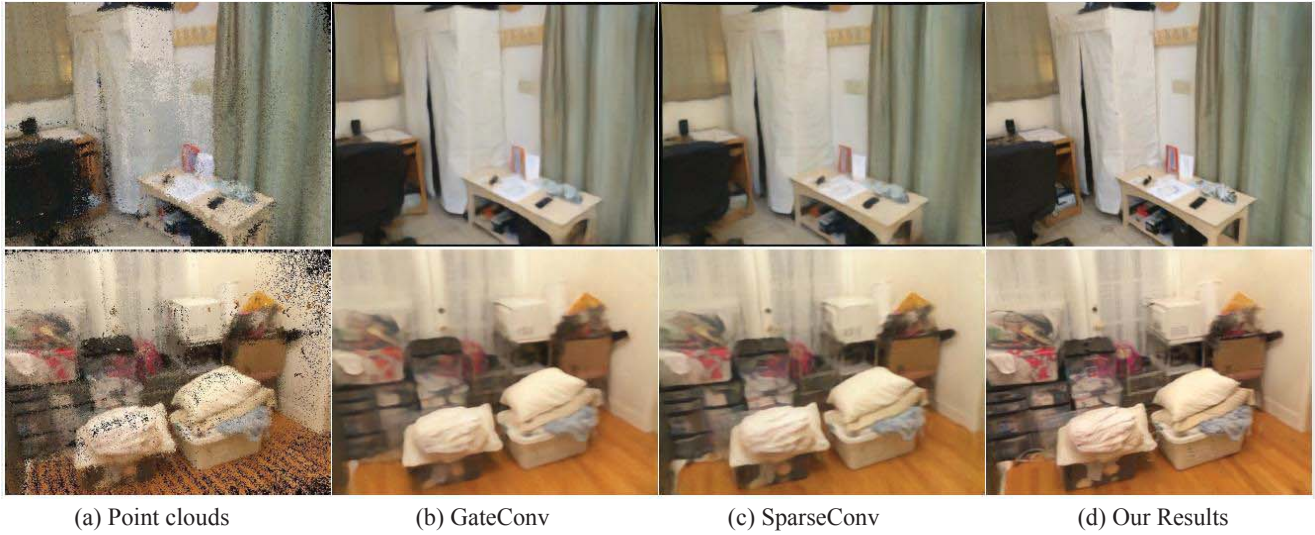 (a) Point clouds
(b) GateConv
(c) SparseConv
(d) Our Results